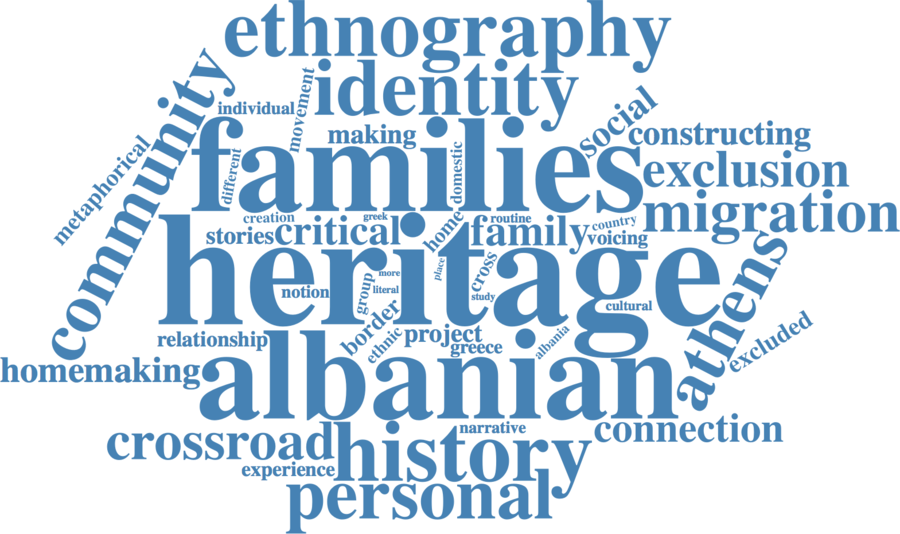 ethnography
identity
movement
individual
community
metaphorical
making
social
constructing
families
different
domestic
exclusion
migration
creation
greek
home
routine
country
stories
critical
family
voicing
heritage
place
cross
more
literal
study
notion
group
cultural
athens
relationship
border
ethnic
project
greece
albania
excluded
homemaking
albanian
crossroad
history
narrative
connection
experience
personal